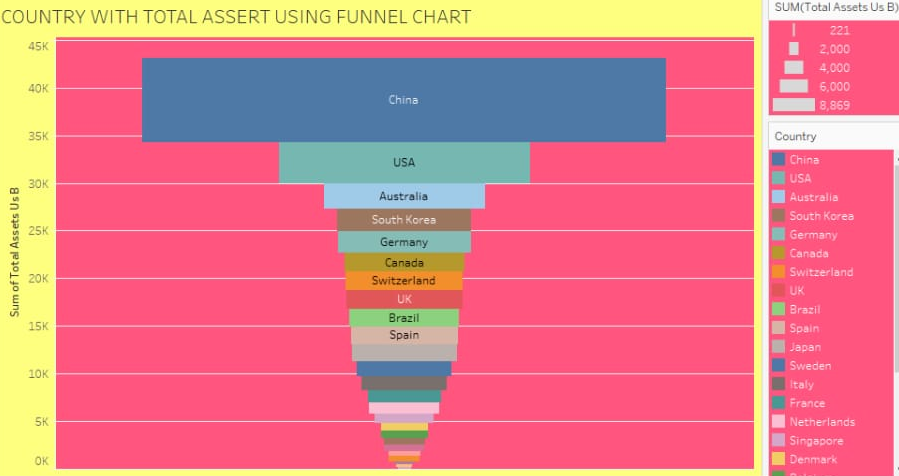 COUNTRY WITH TOTAL ASSERT USING FUNNEL CHART
45K
40K
35K
30K
25K
20K
15K
10K
5K
0K
Sum of Total Assets Us B
China
USA
Australia
South Korea
Germany
Canada
Switzerland
UK
Brazil
Spain
SUM(Total Assets Us B)
221
2,000
4,000
6,000
8,869
Country
China
USA
Australia
South Korea
Germany
Canada
Switzerland
UK
Brazil
Spain
Japan
Sweden
Italy
France
Netherlands
Singapore
Denmark